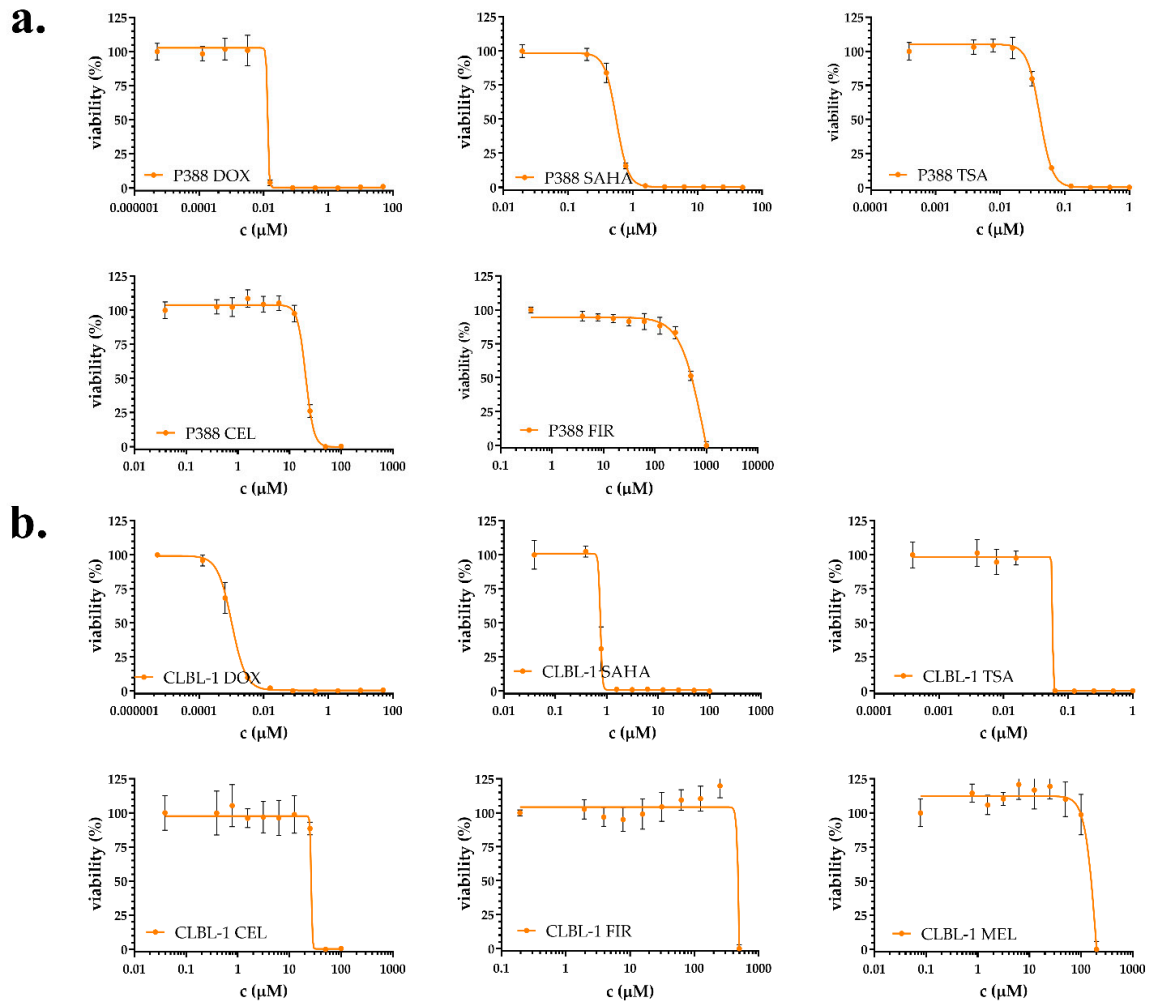 a.
125
100
75
50
25
0
viability (%)
P388 DOX
0.000001 0.0001 0.01 1 100
c (µM)
125
100
75
50
25
0
viability (%)
P388 SAHA
0.01 0.1 1 10 100
c (µM)
125
100
75
50
25
0
viability (%)
P388 TSA
0.0001 0.001 0.01 0.1 1
c (µM)
125
100
75
50
25
0
viability (%)
P388 CEL
0.01 0.1 1 10 100 1000
c (µM)
125
100
75
50
25
0
viability (%)
P388 FIR
0.1 1 10 100 1000 10000
c (µM)
b.
125
100
75
50
25
0
viability (%)
CLBL-1 DOX
0.000001 0.0001 0.01 1 100
c (µM)
125
100
75
50
25
0
viability (%)
CLBL-1 SAHA
0.01 0.1 1 10 100 1000
c (µM)
125
100
75
50
25
0
viability (%)
CLBL-1 TSA
0.0001 0.001 0.01 0.1 1
c (µM)
125
100
75
50
25
0
viability (%)
CLBL-1 CEL
0.01 0.1 1 10 100 1000
c (µM)
125
100
75
50
25
0
viability (%)
CLBL-1 FIR
0.1 1 10 100 1000
c (µM)
125
100
75
50
25
0
viability (%)
CLBL-1 MEL
0.01 0.1 1 10 100 1000
c (µM)